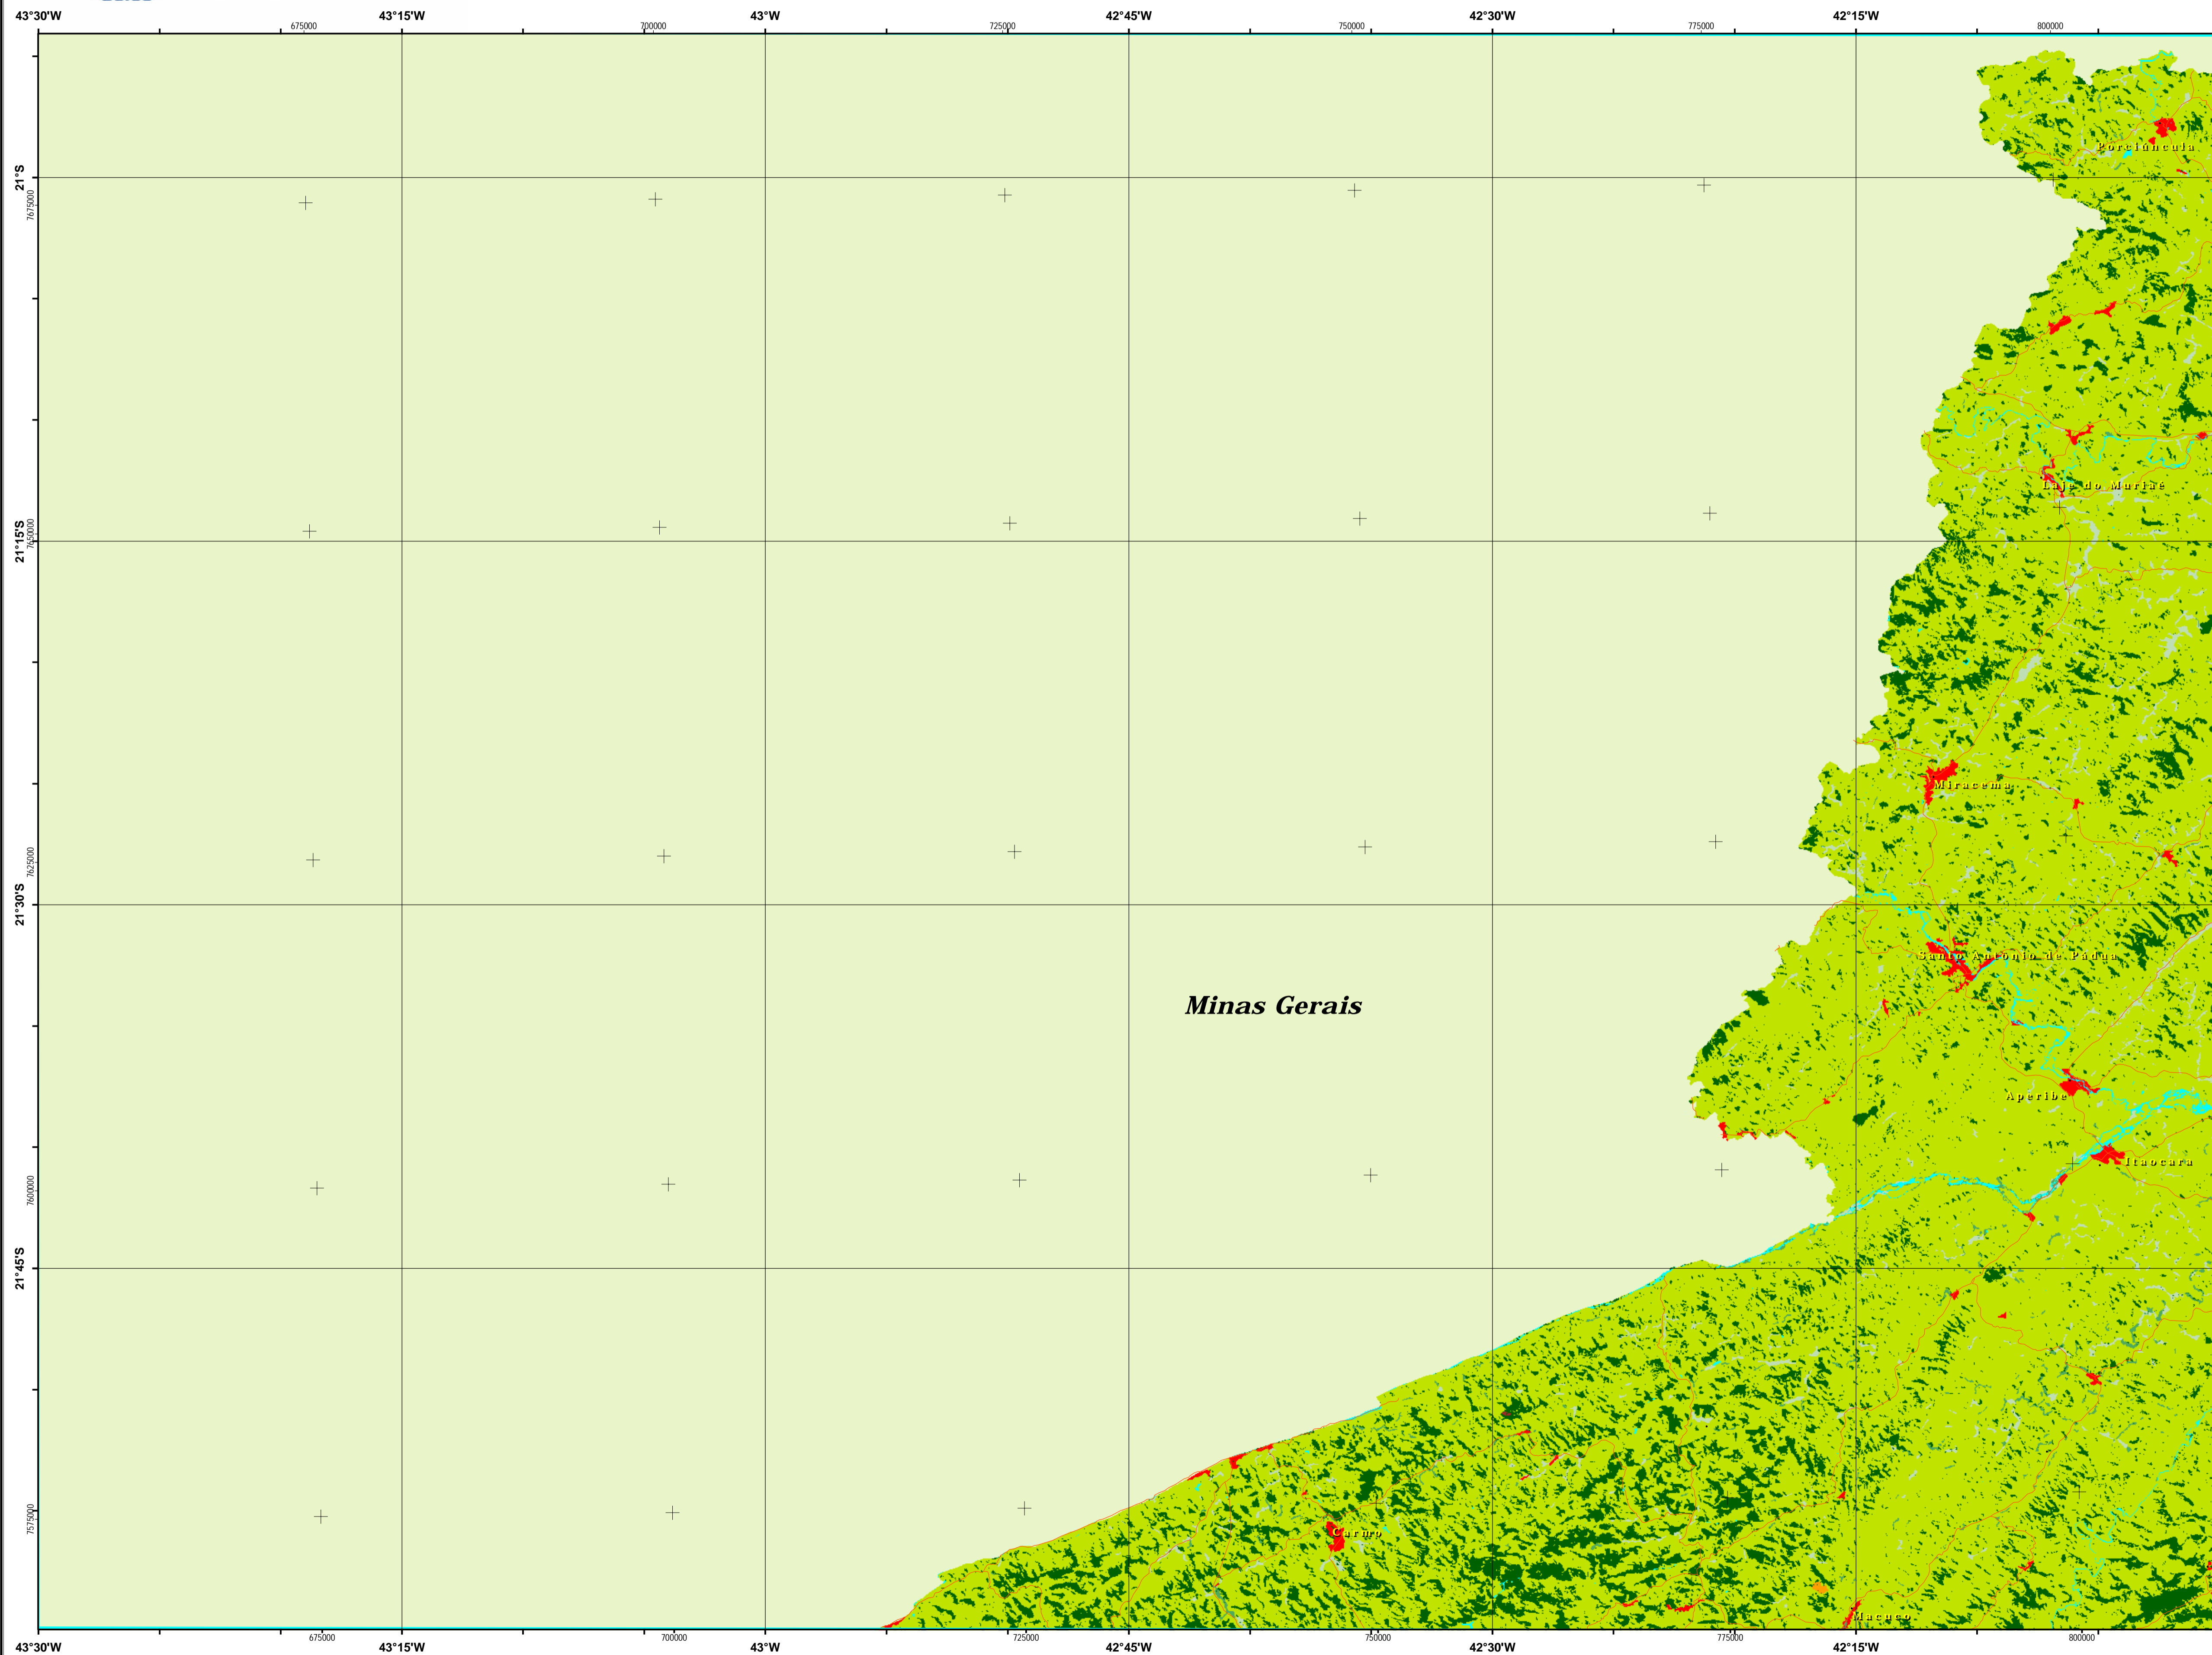 43°30'W 43°15'W 43°W 42°45'W 42°30'W 42°15'W
675000 700000 725000 750000 775000 800000
Porciúncula
21°S
7675000
Laje do Muriaé
21°15'S
7650000
Miracema
7625000
21°30'S
Santo Antônio de Pádua
Minas Gerais
Aperibé
Itaocara
7600000
21°45'S
7575000
Carmo
Macuco
675000 700000 725000 750000 775000 800000
43°30'W 43°15'W 43°W 42°45'W 42°30'W 42°15'W